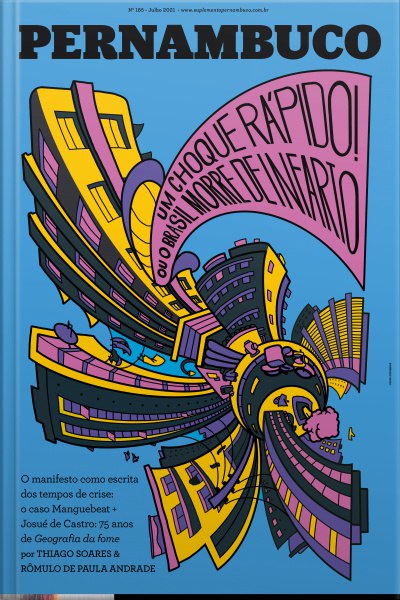 Nº 185 - Julho 2021 - www.suplementopernambuco.com.br
PERNAMBUCO
UM CHOQUE RÁPIDO!
OU O BRASIL MORRE DE INFARTO
O manifesto como escrita
dos tempos de crise:
o caso Manguebeat +
Josué de Castro: 75 anos
de Geografia da fome
por THIAGO SOARES &
RÔMULO DE PAULA ANDRADE